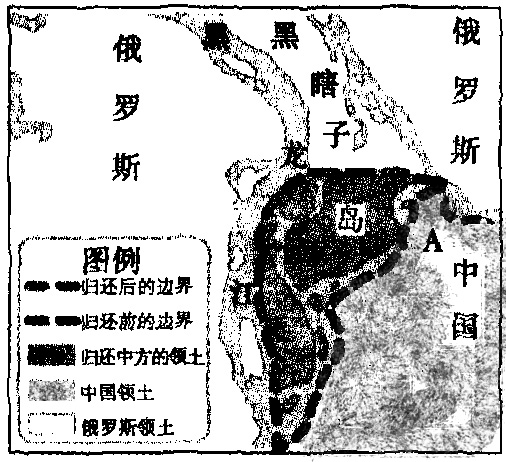 俄罗斯
黑龙江
黑瞎子岛
俄罗斯
A
中国
图例
归还后的边界
归还前的边界
归还中方的领土
中国领土
俄罗斯领土